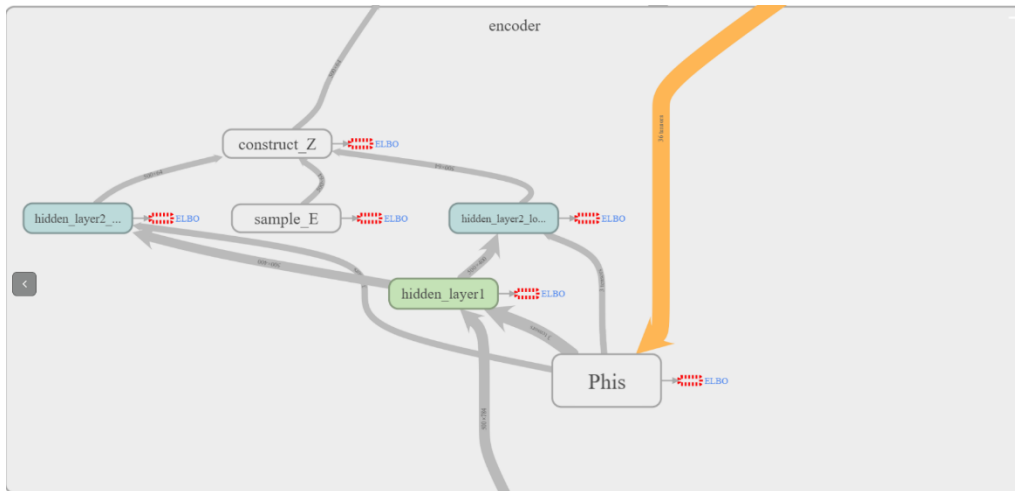 encoder
construct_Z
ELBO
hidden_layer2_...
ELBO
sample_E
ELBO
hidden_layer2_lo...
ELBO
hidden_layer1
ELBO
Phis
ELBO